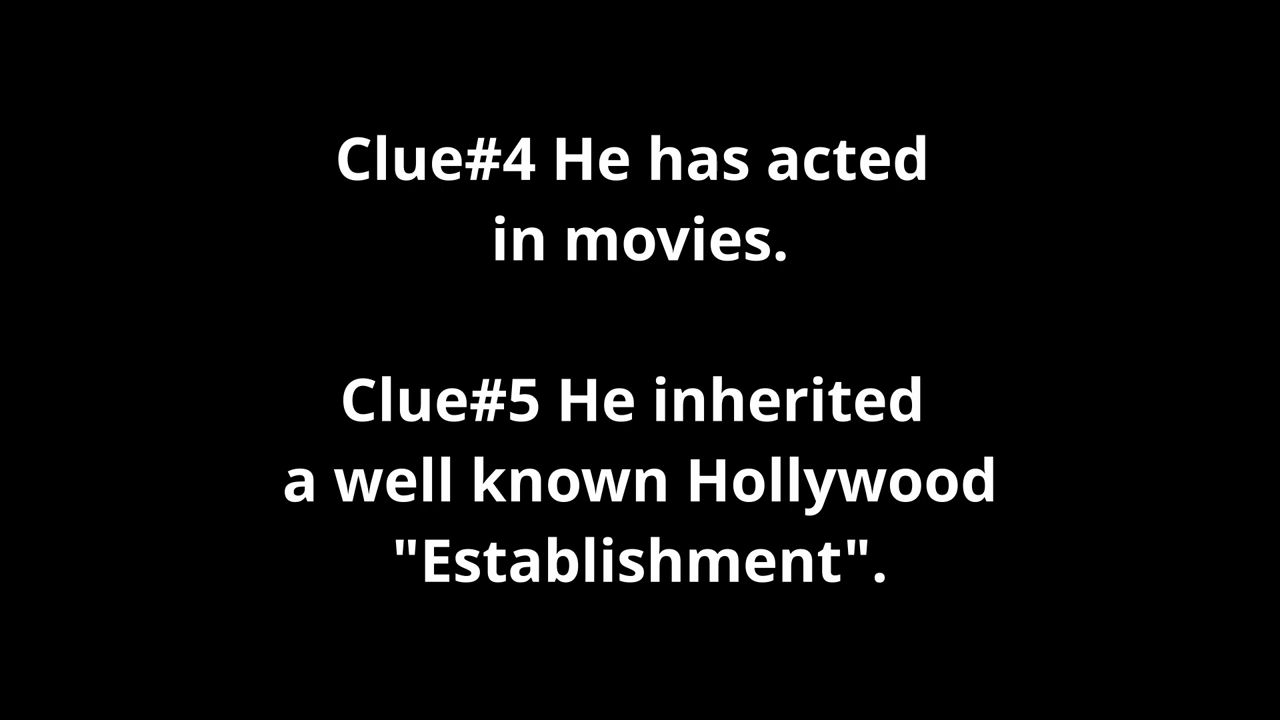 Clue#4 He has acted
in movies.
Clue#5 He inherited
a well known Hollywood
"Establishment".